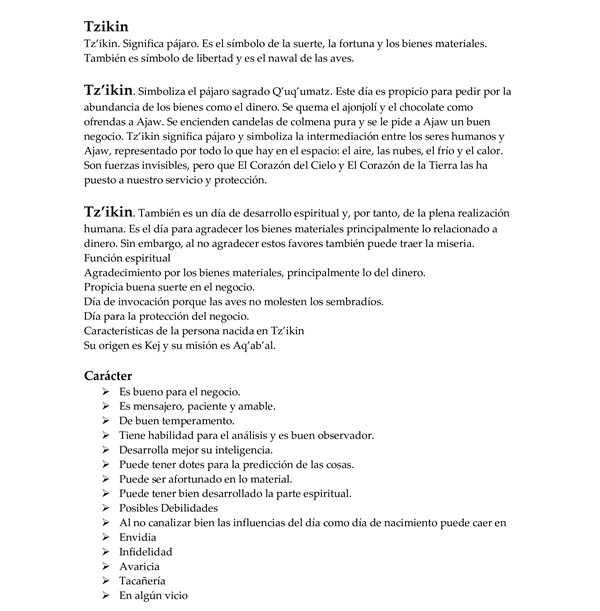 Tzikin
Tz'ikin. Significa pájaro. Es el símbolo de la suerte, la fortuna y los bienes materiales.
También es símbolo de libertad y es el nawal de las aves.
Tz'ikin. Simboliza el pájaro sagrado Q'uq'umatz. Este día es propicio para pedir por la
abundancia de los bienes como el dinero. Se quema el ajonjolí y el chocolate como
ofrendas a Ajaw. Se encienden candelas de colmena pura y se le pide a Ajaw un buen
negocio. Tz'ikin significa pájaro y simboliza la intermediación entre los seres humanos y
Ajaw, representado por todo lo que hay en el espacio: el aire, las nubes, el frío y el calor.
Son fuerzas invisibles, pero que El Corazón del Cielo y El Corazón de la Tierra las ha
puesto a nuestro servicio y protección.
Tz'ikin. También es un día de desarrollo espiritual y, por tanto, de la plena realización
humana. Es el día para agradecer los bienes materiales principalmente lo relacionado a
dinero. Sin embargo, al no agradecer estos favores también puede traer la miseria.
Función espiritual
Agradecimiento por los bienes materiales, principalmente lo del dinero.
Propicia buena suerte en el negocio.
Día de invocación porque las aves no molesten los sembradíos.
Día para la protección del negocio.
Características de la persona nacida en Tz'ikin
Su origen es Kej y su misión es Aq'ab'al.
Carácter
➢ Es bueno para el negocio.
➢ Es mensajero, paciente y amable.
➢ De buen temperamento.
➢ Tiene habilidad para el análisis y es buen observador.
➢ Desarrolla mejor su inteligencia.
➢ Puede tener dotes para la predicción de las cosas.
➢ Puede ser afortunado en lo material.
➢ Puede tener bien desarrollado la parte espiritual.
➢ Posibles Debilidades
➢ Al no canalizar bien las influencias del día como día de nacimiento puede caer en
➢ Envidia
➢ Infidelidad
➢ Avaricia
➢ Tacañería
➢ En algún vicio